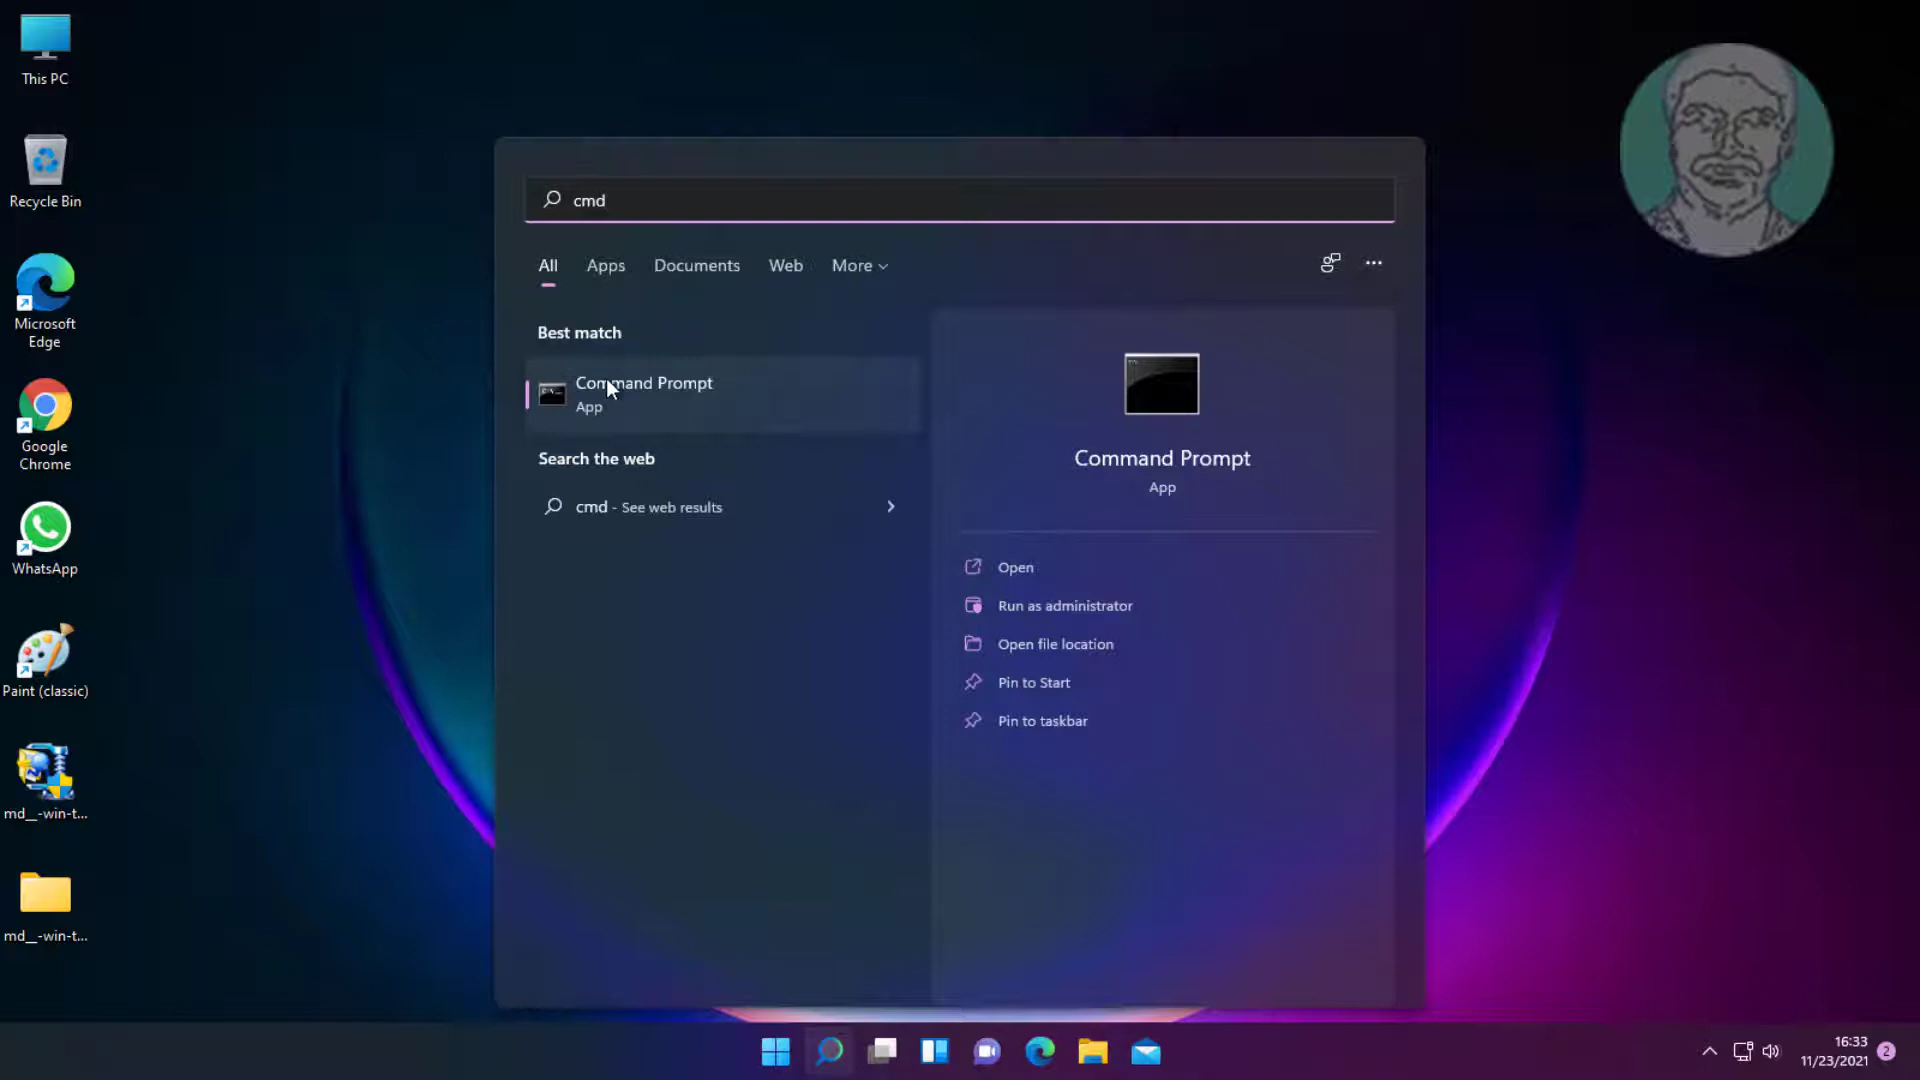 This PC
Recycle Bin
Microsoft
Edge
Google
Chrome
WhatsApp
Paint (classic)
md__-win-t...
md__-win-t...
cmd
All
Apps
Documents
Web
More
Best match
Command Prompt
App
Search the web
cmd - See web results
Command Prompt
App
Open
Run as administrator
Open file location
Pin to Start
Pin to taskbar
16:33
11/23/2021
2